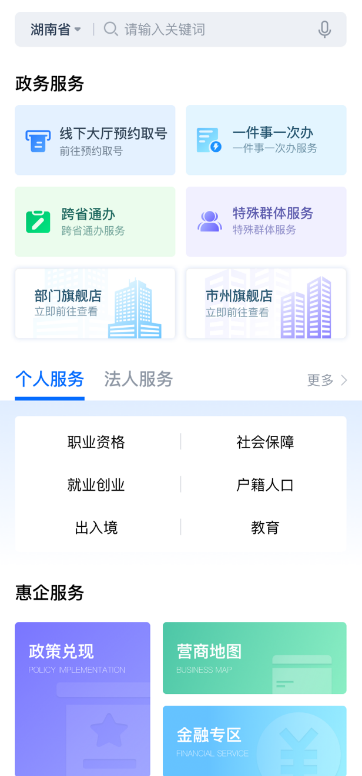 湖南省
请输入关键词
政务服务
线下大厅预约取号
前往预约取号
一件事一次办
一件事一次办服务
跨省通办
跨省通办服务
特殊群体服务
特殊群体服务
部门旗舰店
立即前往查看
市州旗舰店
立即前往查看
个人服务
法人服务
更多
职业资格
社会保障
就业创业
户籍人口
出入境
教育
惠企服务
政策兑现
POLICY IMPLEMENTATION
营商地图
BUSINESS MAP
金融专区
FINANCIAL SERVICE